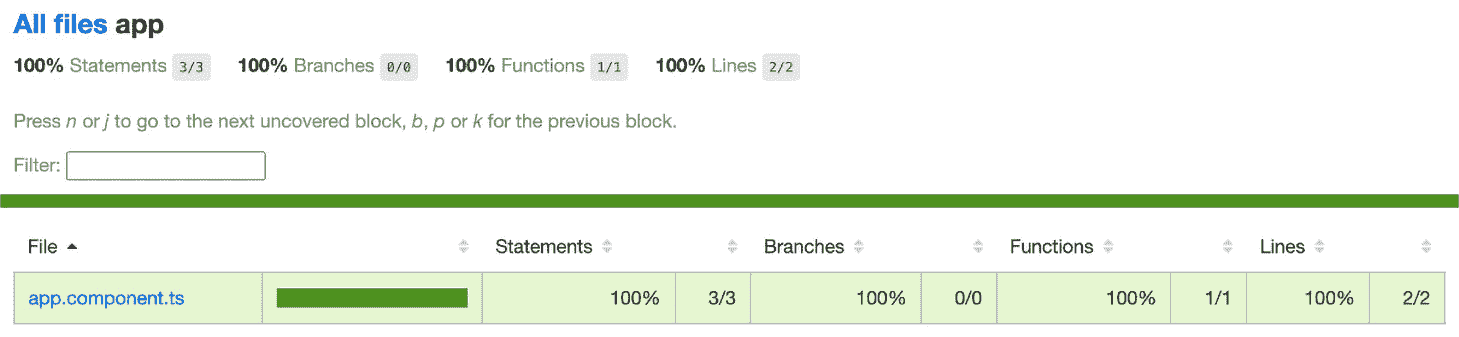 All files app
100% Statements 3/3 100% Branches 0/0 100% Functions 1/1 100% Lines 2/2
Press n or j to go to the next uncovered block, b, p or k for the previous block.
Filter:
File Statements Branches Functions Lines
app.component.ts 100% 3/3 100% 0/0 100% 1/1 100% 2/2